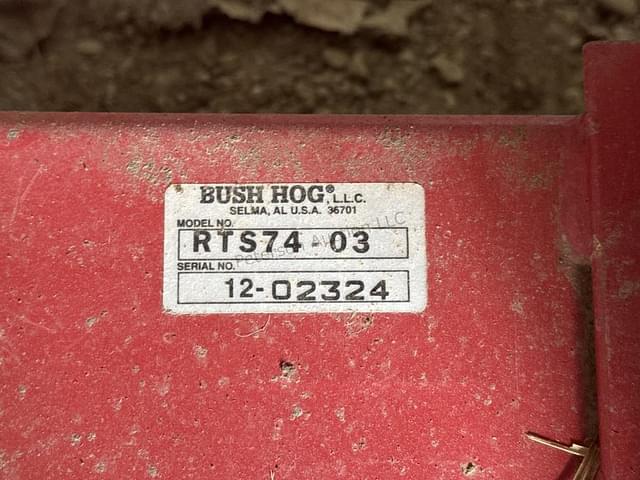 BUSH HOG®, L.L.C.
SELMA, AL U.S.A. 36701
MODEL NO.
RTS74-03
SERIAL NO.
12-02324